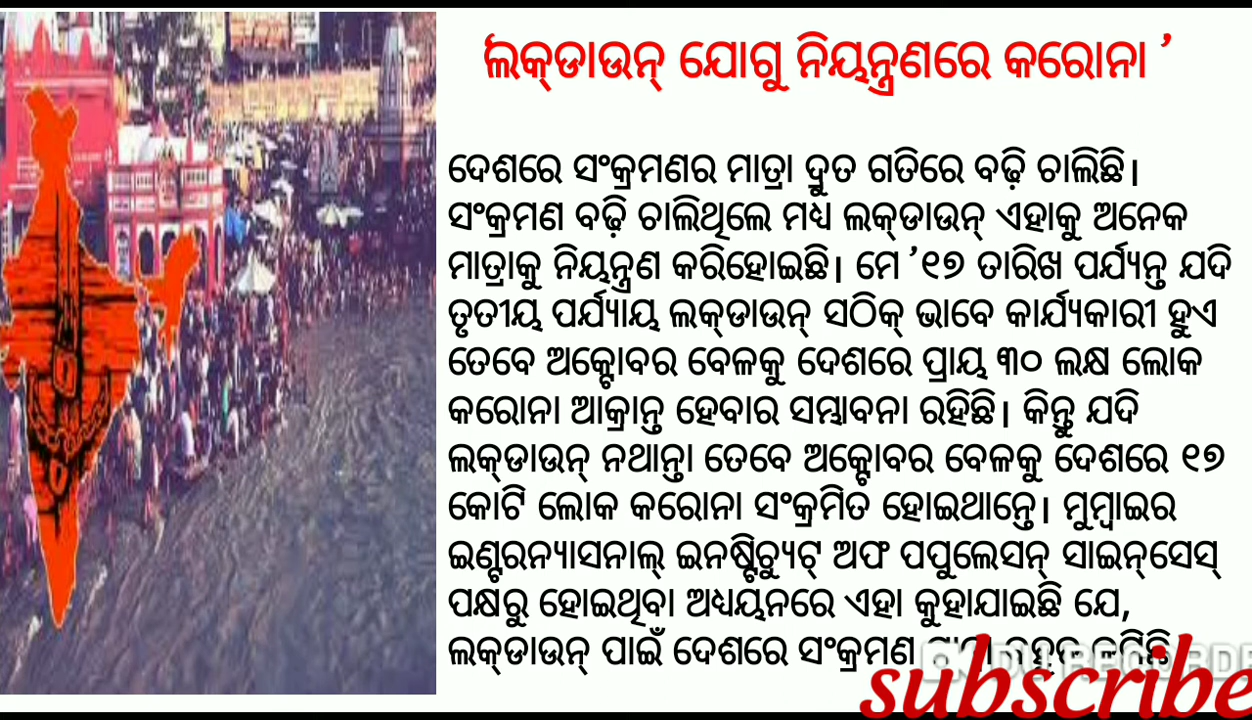 ‘ଲକ୍‌ଡାଉନ୍ ଯୋଗୁ ନିୟନ୍ତ୍ରଣରେ କରୋନା ’
ଦେଶରେ ସଂକ୍ରମଣର ମାତ୍ରା ଦ୍ରୁତ ଗତିରେ ବଢ଼ି ଚାଲିଛି।
ସଂକ୍ରମଣ ବଢ଼ି ଚାଲିଥିଲେ ମଧ୍ୟ ଲକ୍‌ଡାଉନ୍ ଏହାକୁ ଅନେକ
ମାତ୍ରାକୁ ନିୟନ୍ତ୍ରଣ କରିହୋଇଛି। ମେ ’୧୭ ତାରିଖ ପର୍ଯ୍ୟନ୍ତ ଯଦି
ତୃତୀୟ ପର୍ଯ୍ୟାୟ ଲକ୍‌ଡାଉନ୍ ସଠିକ୍ ଭାବେ କାର୍ଯ୍ୟକାରୀ ହୁଏ
ତେବେ ଅକ୍ଟୋବର ବେଳକୁ ଦେଶରେ ପ୍ରାୟ ୩୦ ଲକ୍ଷ ଲୋକ
କରୋନା ଆକ୍ରାନ୍ତ ହେବାର ସମ୍ଭାବନା ରହିଛି। କିନ୍ତୁ ଯଦି
ଲକ୍‌ଡାଉନ୍ ନଥାନ୍ତା ତେବେ ଅକ୍ଟୋବର ବେଳକୁ ଦେଶରେ ୧୭
କୋଟି ଲୋକ କରୋନା ସଂକ୍ରମିତ ହୋଇଥାନ୍ତେ। ମୁମ୍ବାଇର
ଇଣ୍ଟରନ୍ୟାସନାଲ୍ ଇନଷ୍ଟିଚ୍ୟୁଟ୍ ଅଫ ପପୁଲେସନ୍ ସାଇନ୍‌ସେସ୍
ପକ୍ଷରୁ ହୋଇଥିବା ଅଧ୍ୟୟନରେ ଏହା କୁହାଯାଇଛି ଯେ,
ଲକ୍‌ଡାଉନ୍ ପାଇଁ ଦେଶରେ ସଂକ୍ରମଣ
subscribe